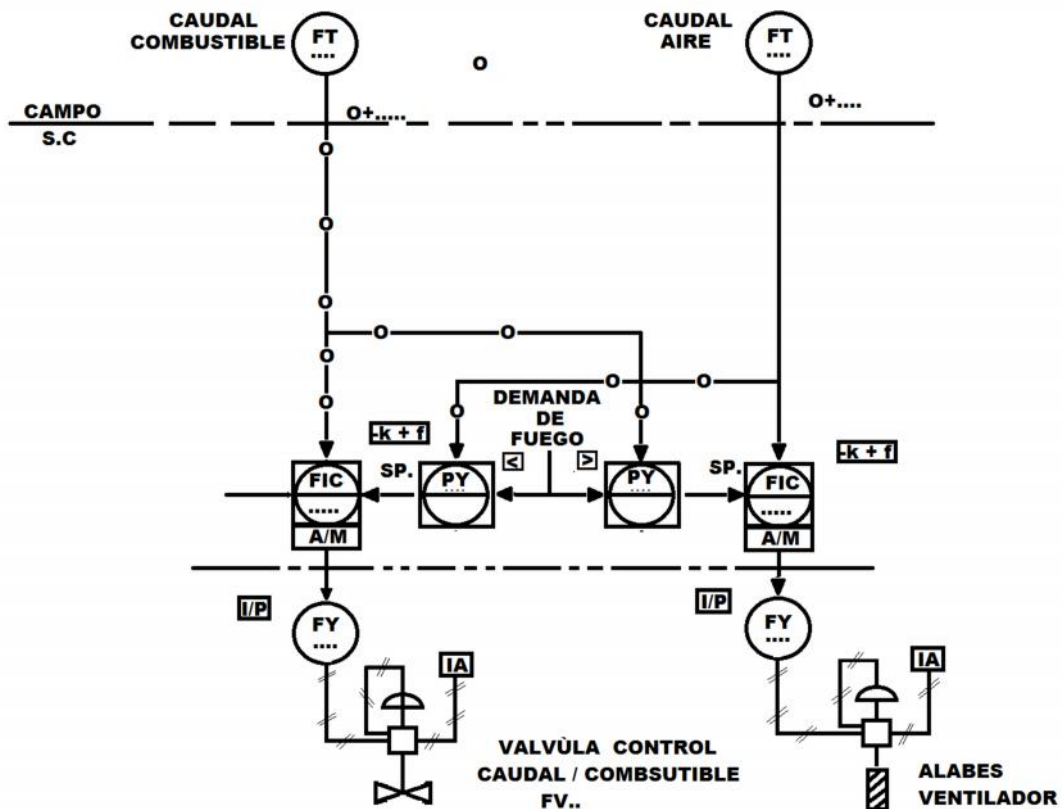 CAUDAL
COMBUSTIBLE
FT
....
CAUDAL
AIRE
FT
....
O
CAMPO
S.C
O+.....
O+....
O
O
O
O
O
O
O
O
O
O
O
DEMANDA
DE
FUEGO
-k + f
<
>
-k + f
FIC
.....
A/M
SP.
PY
....
PY
....
SP.
FIC
.....
A/M
I/P
FY
....
IA
I/P
FY
....
IA
VALVÙLA CONTROL
CAUDAL / COMBSUTIBLE
FV..
ALABES
VENTILADOR